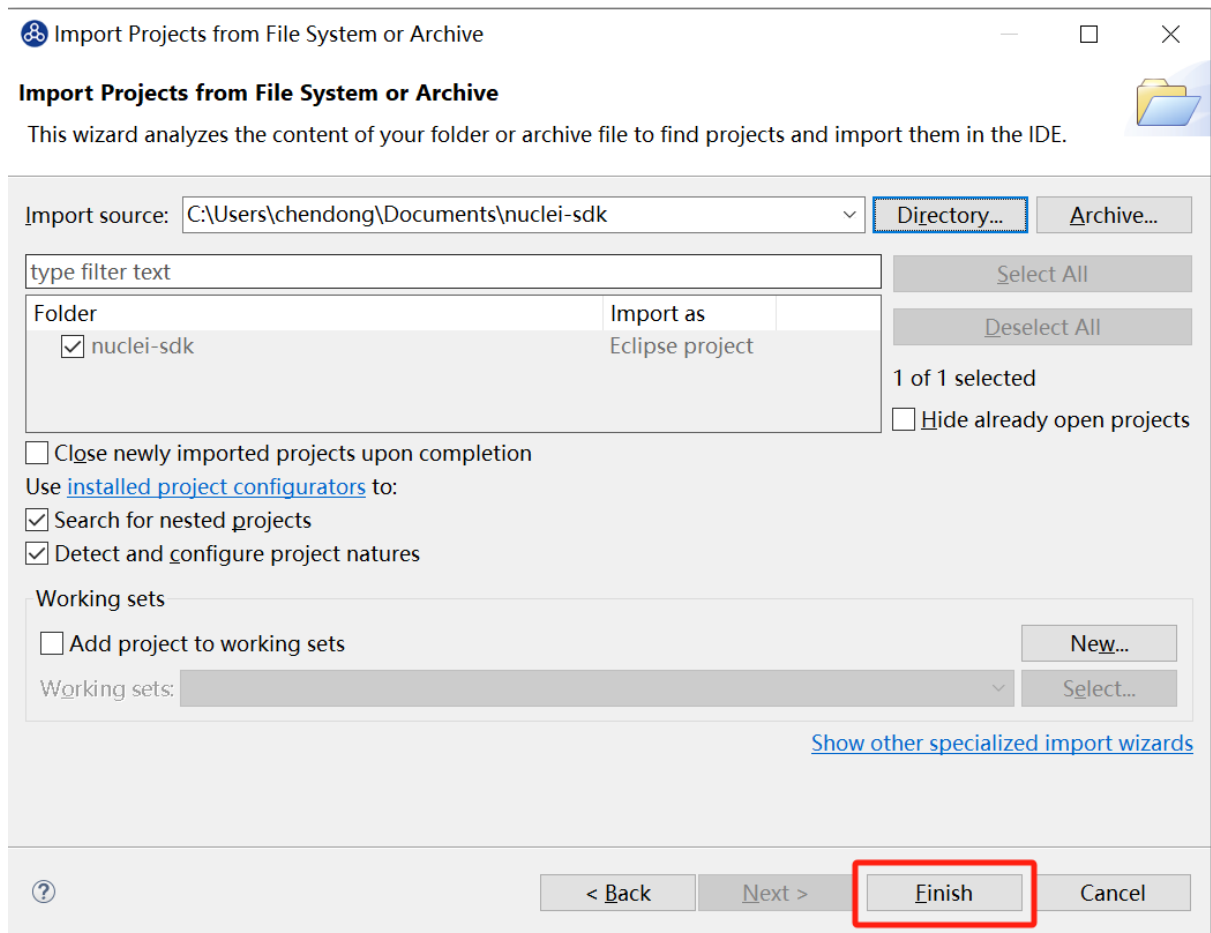 Import Projects from File System or Archive
Import Projects from File System or Archive
This wizard analyzes the content of your folder or archive file to find projects and import them in the IDE.
Import source: C:\Users\chendong\Documents\nuclei-sdk Directory... Archive...
type filter text Select All
Folder Import as
Deselect All
nuclei-sdk Eclipse project
1 of 1 selected
Hide already open projects
Close newly imported projects upon completion
Use installed project configurators to:
Search for nested projects
Detect and configure project natures
Working sets
Add project to working sets New...
Working sets: Select...
Show other specialized import wizards
? < Back Next > Finish Cancel